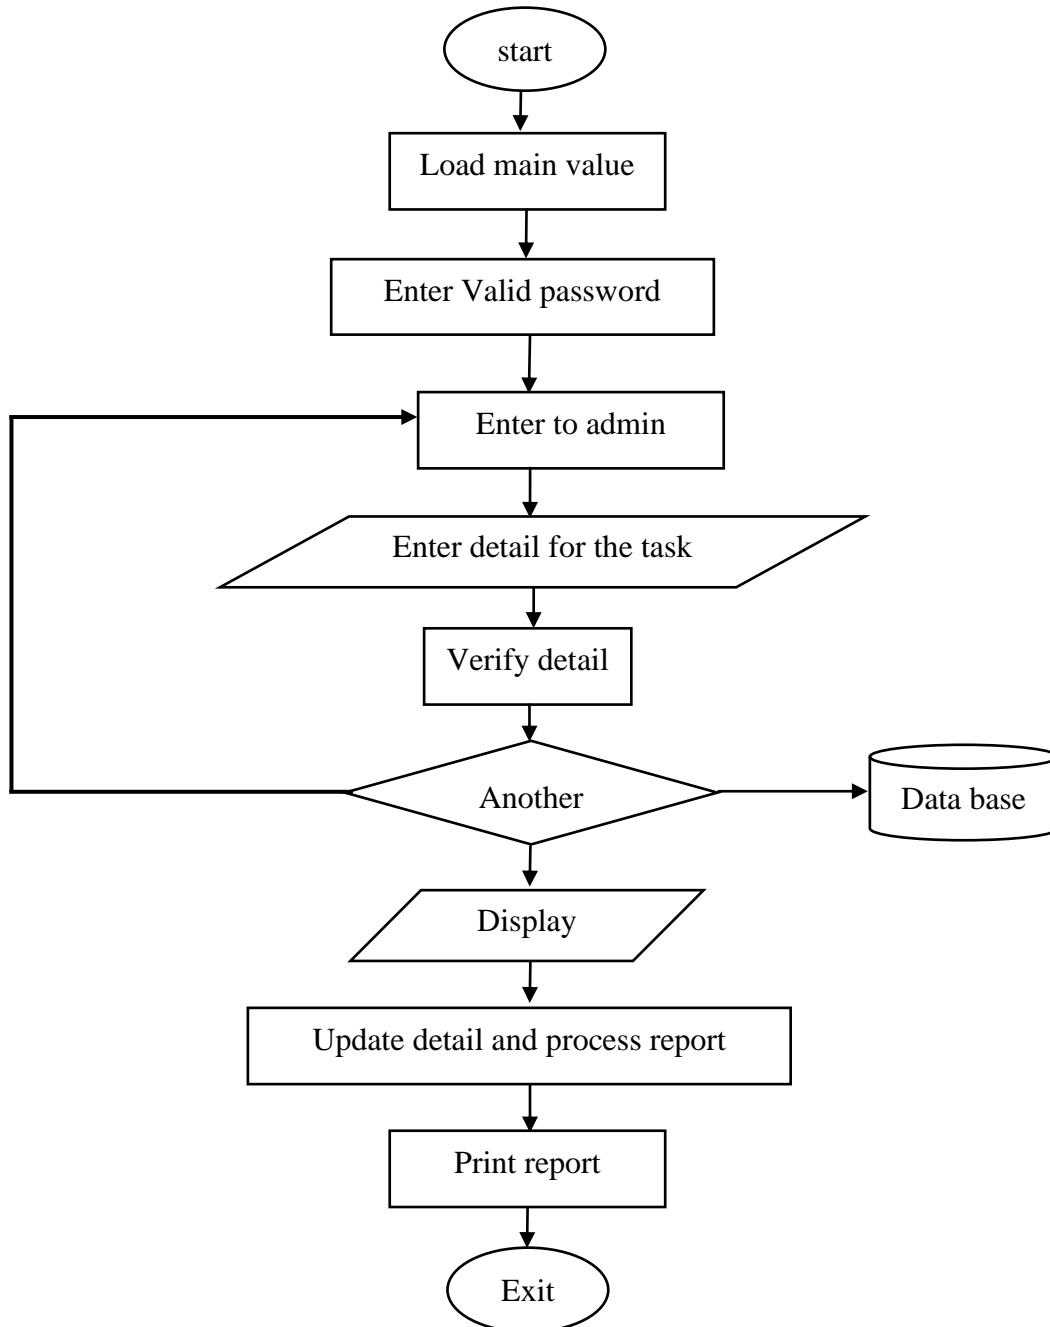 start
Load main value
Enter Valid password
Enter to admin
Enter detail for the task
Verify detail
Another
Data base
Display
Update detail and process report
Print report
Exit